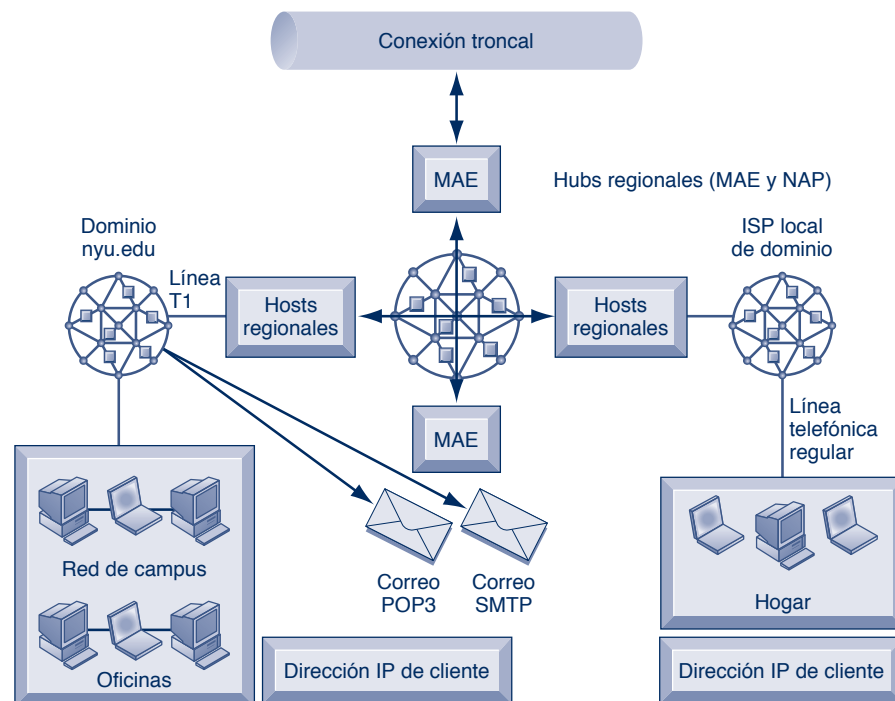 Conexión troncal
MAE
Hubs regionales (MAE y NAP)
Dominio
nyu.edu
ISP local
de dominio
Línea
T1
Hosts
regionales
Hosts
regionales
MAE
Línea
telefónica
regular
Red de campus
Correo
POP3
Correo
SMTP
Hogar
Oficinas
Dirección IP de cliente
Dirección IP de cliente